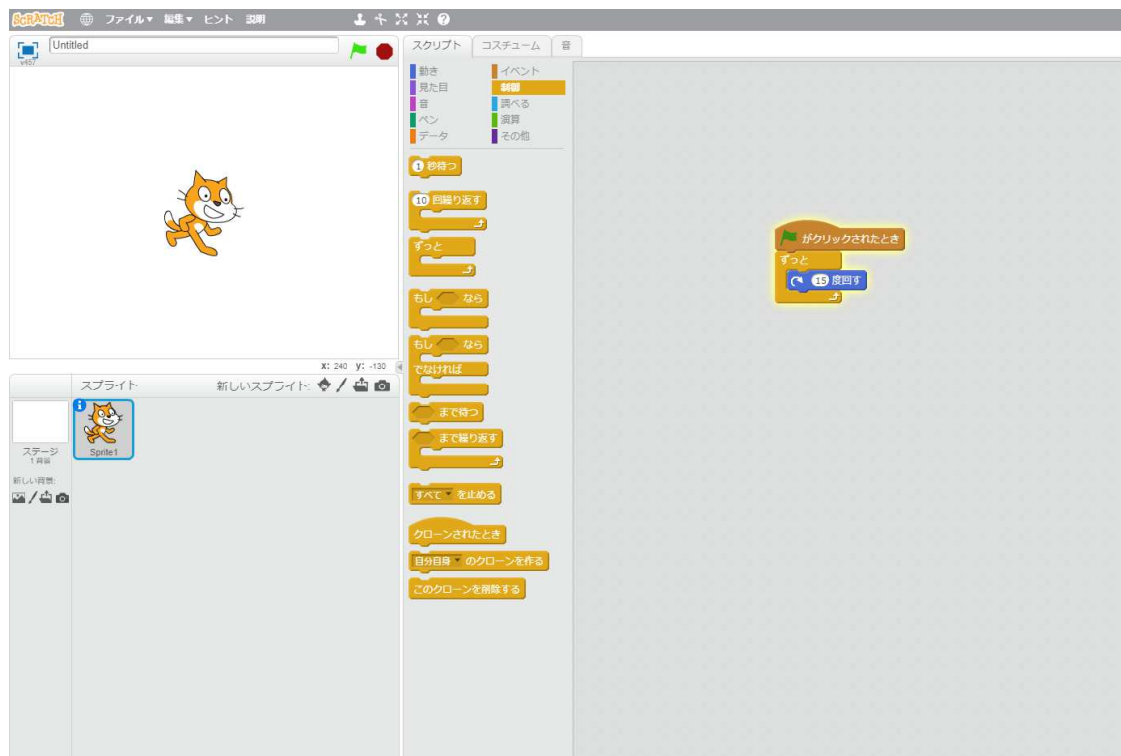 SCRATCH ファイル▼ 編集▼ ヒント 説明
Untitled
v457
X: 240 y: -130
スプライト 新しいスプライト:
ステージ
1背景
新しい背景:
Sprite1
スクリプト コスチューム 音
動き イベント
見た目 制御
音 調べる
ペン 演算
データ その他
1 秒待つ
10 回繰り返す
ずっと
もし なら
もし なら
でなければ
まで待つ
まで繰り返す
すべて を止める
クローンされたとき
自分自身 のクローンを作る
このクローンを削除する
がクリックされたとき
ずっと
15 度回す